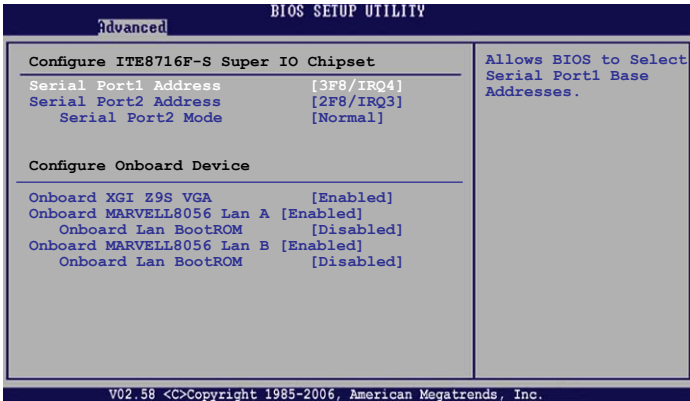 BIOS SETUP UTILITY
Advanced
Configure ITE8716F-S Super IO Chipset
Serial Port1 Address [3F8/IRQ4]
Serial Port2 Address [2F8/IRQ3]
Serial Port2 Mode [Normal]
Configure Onboard Device
Onboard XGI Z9S VGA [Enabled]
Onboard MARVELL8056 Lan A [Enabled]
Onboard Lan BootROM [Disabled]
Onboard MARVELL8056 Lan B [Enabled]
Onboard Lan BootROM [Disabled]
Allows BIOS to Select
Serial Port1 Base
Addresses.
V02.58 <C>Copyright 1985-2006, American Megatrends, Inc.